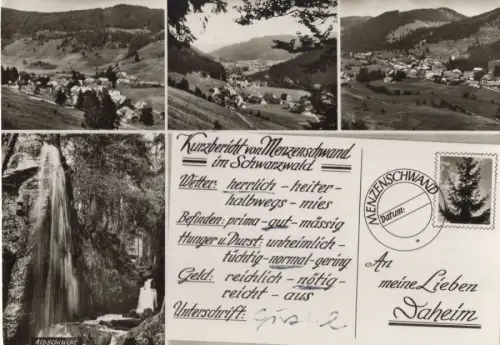 Kurzbericht von Menzenschwand
im Schwarzwald
Wetter: herrlich - heiter -
halbwegs - mies
Befinden: prima - gut - mässig
Hunger u. Durst: unheimlich -
tüchtig - normal - gering
Geld: reichlich - nötig -
reicht - aus
Unterschrift:
MENZENSCHWAND
Datum:
An
meine Lieben
Daheim
Albschlucht